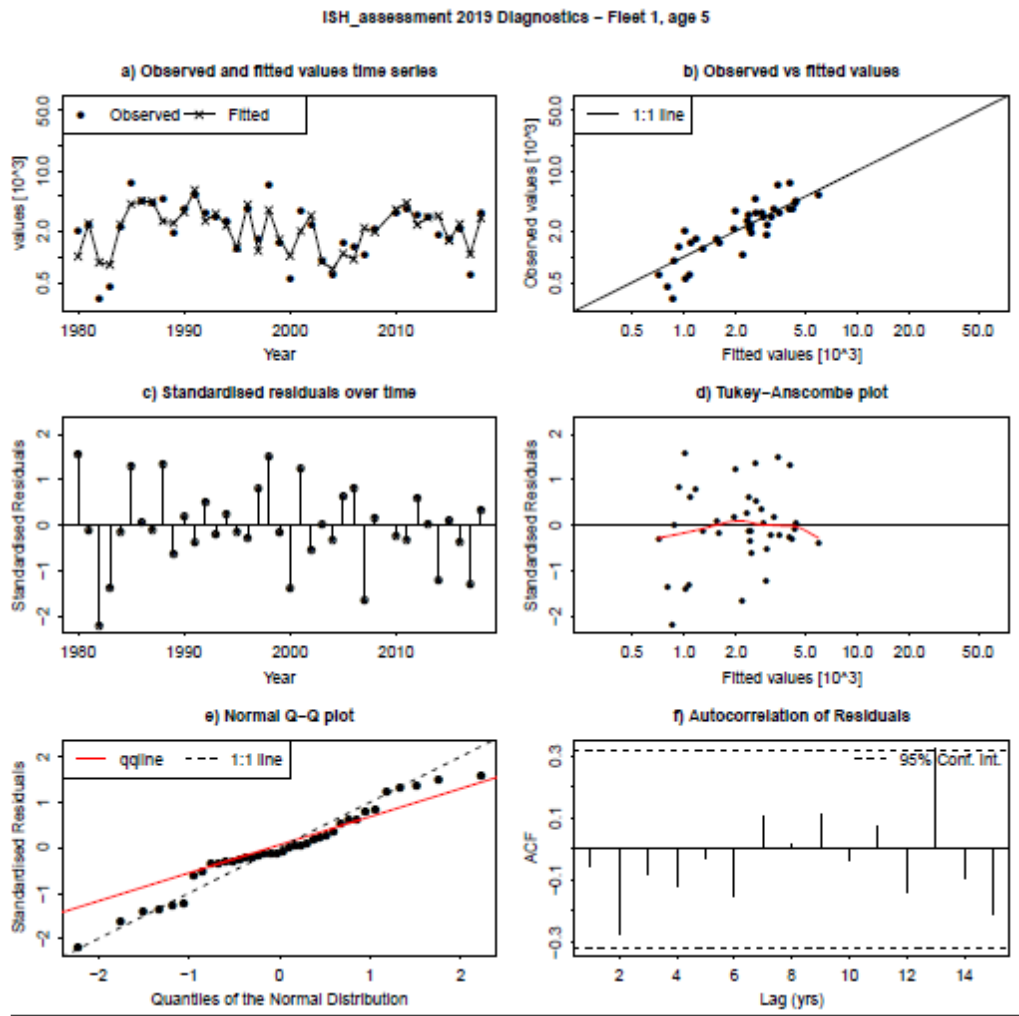 ISH_assessment 2019 Diagnostics – Fleet 1, age 5
a) Observed and fitted values time series
values [10^3]
50.0
10.0
2.0
0.5
Observed
Fitted
1980
1990
2000
2010
Year
b) Observed vs fitted values
Observed values [10^3]
50.0
10.0
2.0
0.5
1:1 line
0.5
1.0
2.0
5.0
10.0
20.0
50.0
Fitted values [10^3]
c) Standardised residuals over time
Standardised Residuals
2
1
0
−1
−2
1980
1990
2000
2010
Year
d) Tukey−Anscombe plot
Standardised Residuals
2
1
0
−1
−2
0.5
1.0
2.0
5.0
10.0
20.0
50.0
Fitted values [10^3]
e) Normal Q−Q plot
Standardised Residuals
2
1
0
−1
−2
qqline
1:1 line
−2
−1
0
1
2
Quantiles of the Normal Distribution
f) Autocorrelation of Residuals
ACF
0.3
0.1
−0.1
−0.3
95% Conf. Int.
2
4
6
8
10
12
14
Lag (yrs)